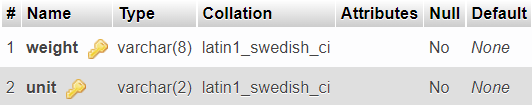 # Name Type Collation Attributes Null Default
1 weight varchar(8) latin1_swedish_ci No None
2 unit varchar(2) latin1_swedish_ci No None